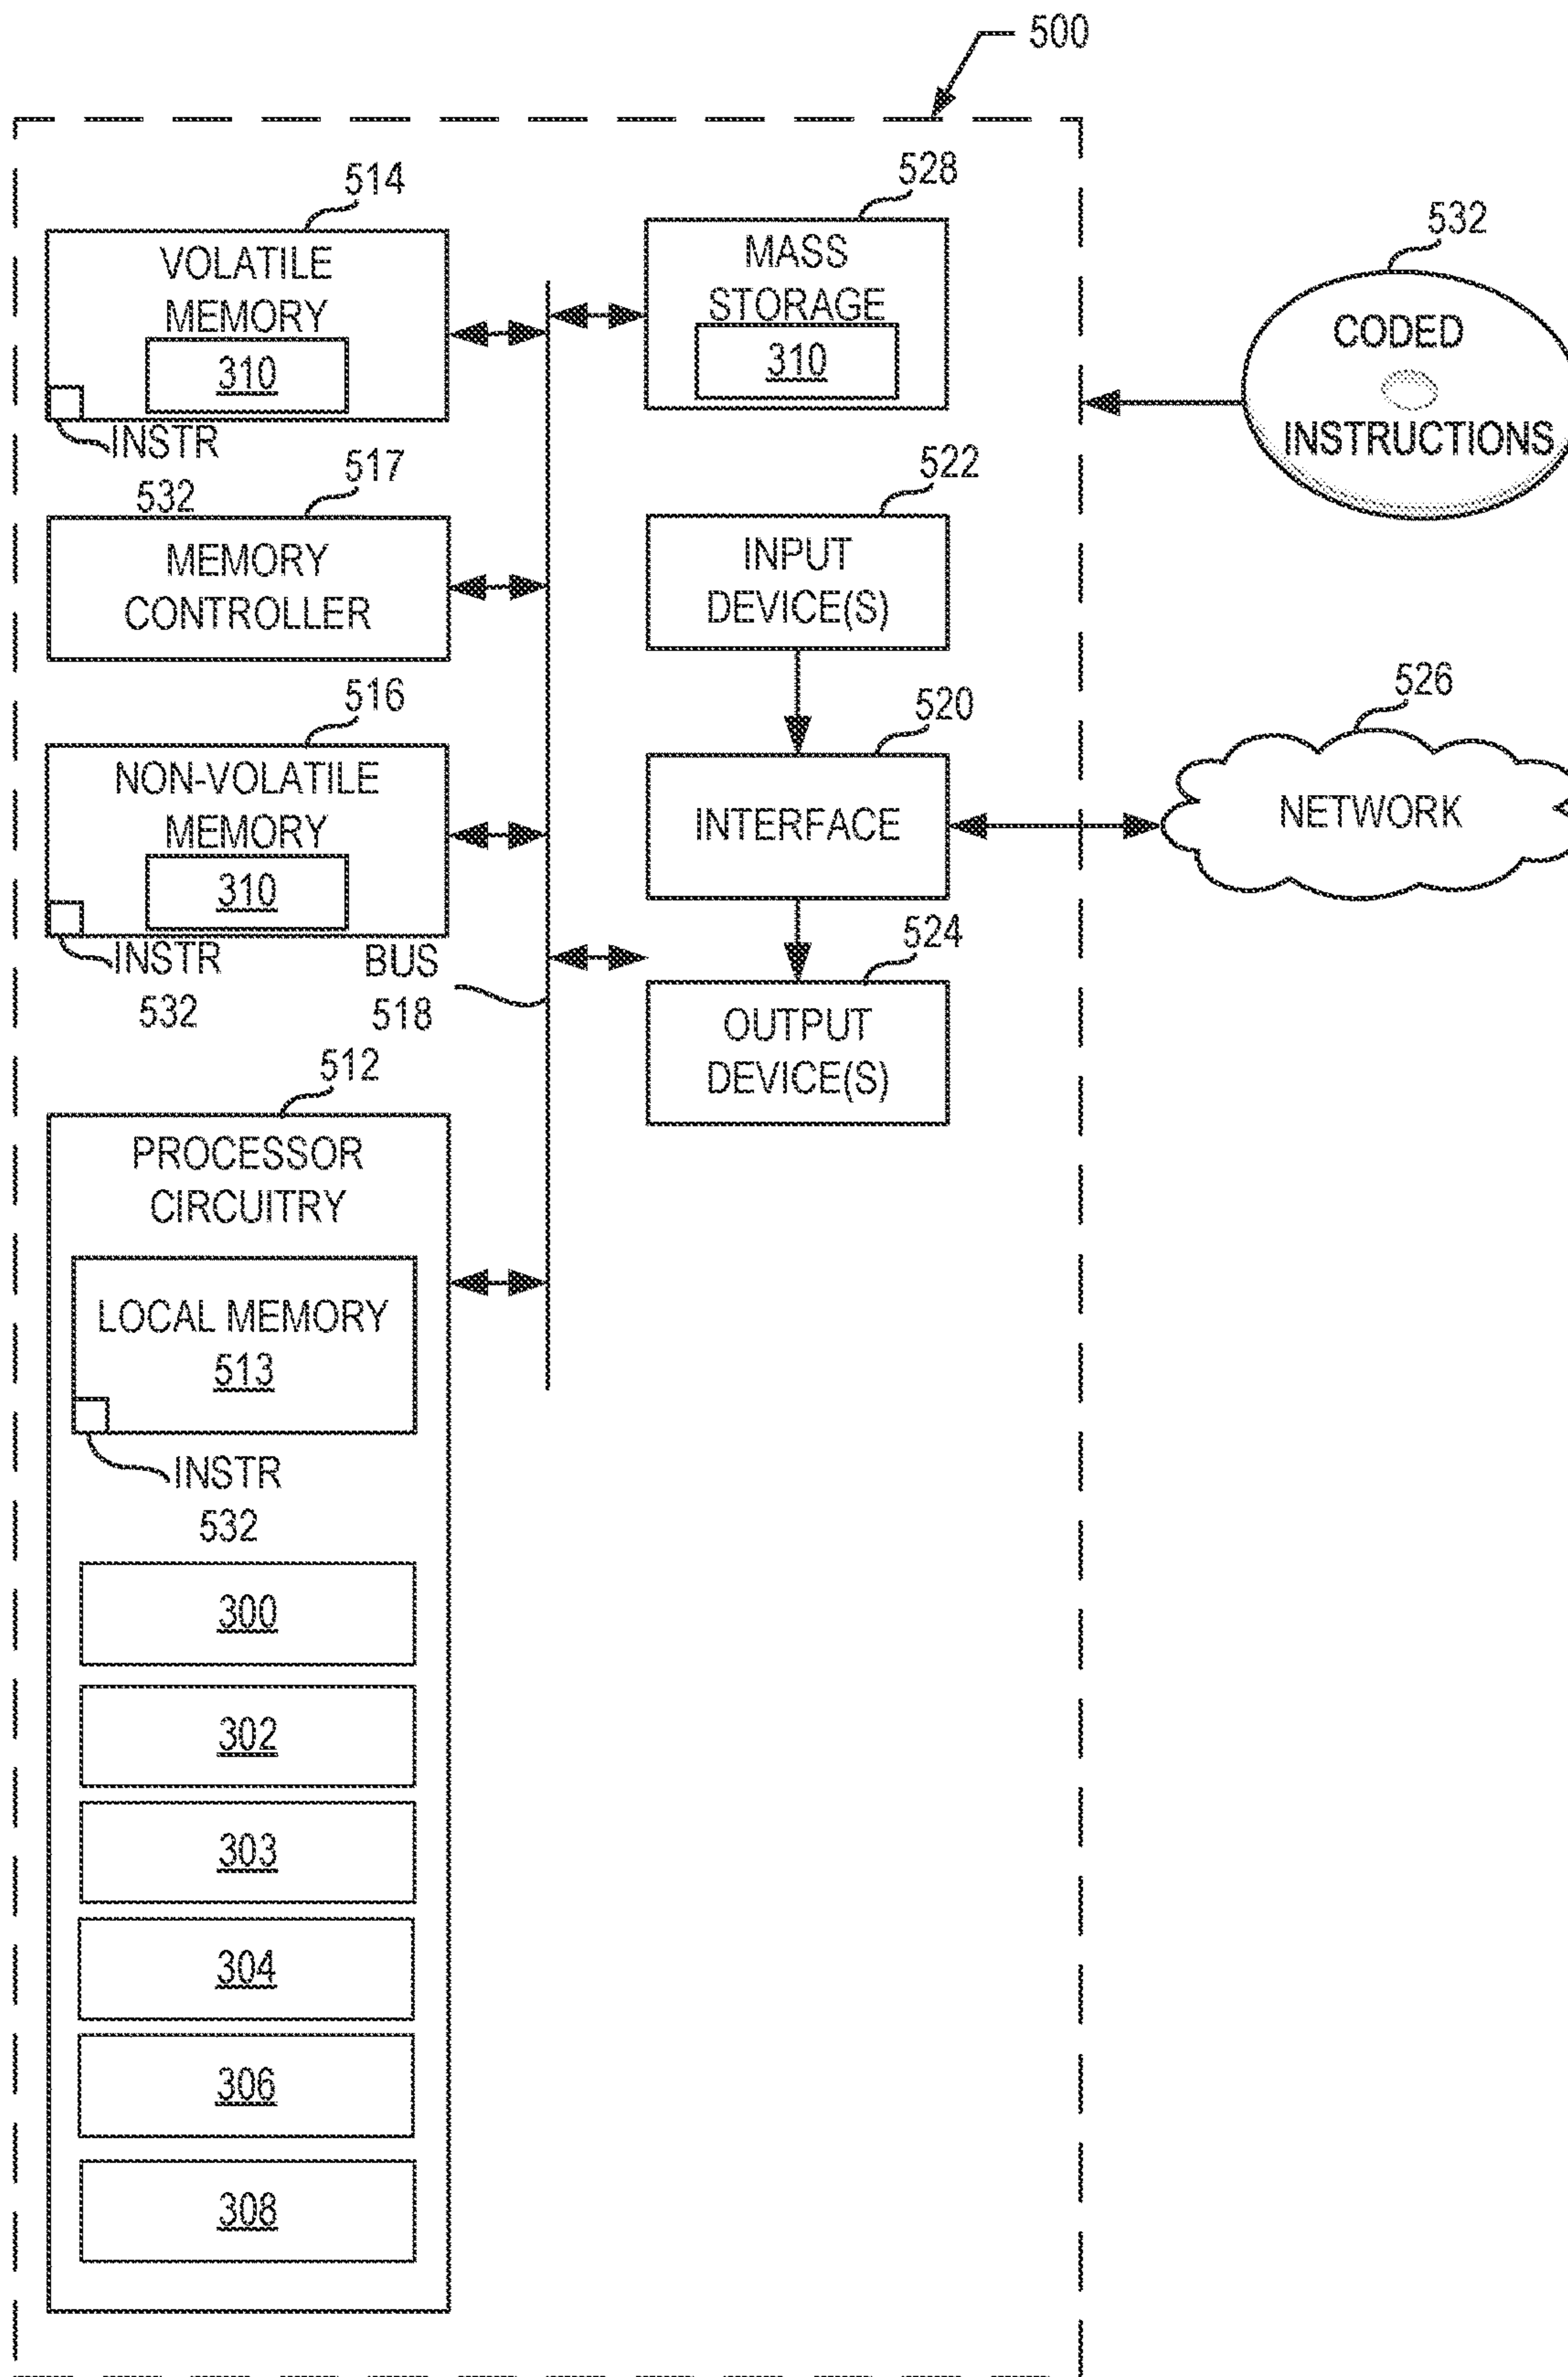 500
514
VOLATILE
MEMORY
310
INSTR
532
528
MASS
STORAGE
310
532
CODED
INSTRUCTIONS
517
MEMORY
CONTROLLER
522
INPUT
DEVICE(S)
516
NON-VOLATILE
MEMORY
310
INSTR
532
BUS
518
520
INTERFACE
526
NETWORK
524
OUTPUT
DEVICE(S)
512
PROCESSOR
CIRCUITRY
LOCAL MEMORY
513
INSTR
532
300
302
303
304
306
308